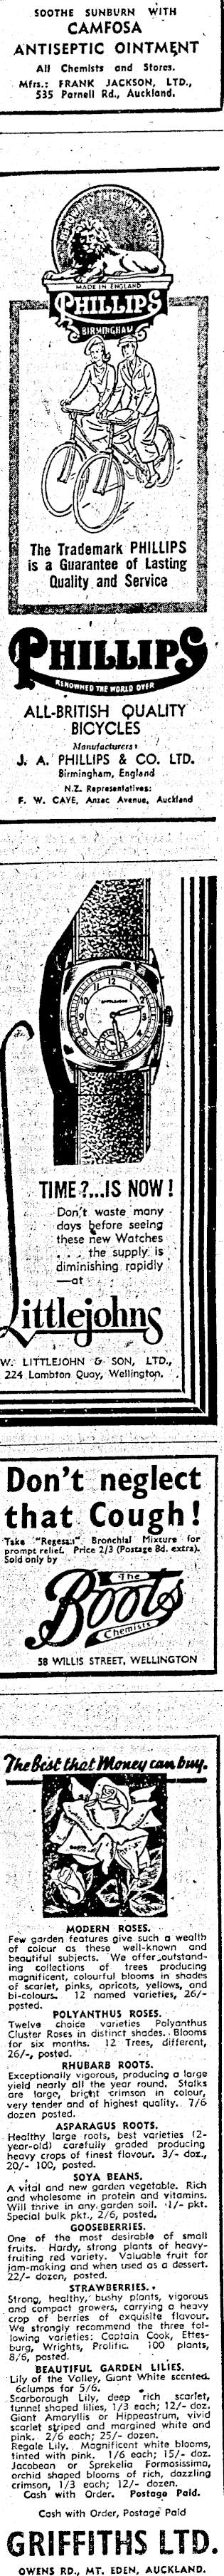 SOOTHE SUNBURN WITH
CAMFOSA
ANTISEPTIC OINTMENT
All Chemists and Stores.
Mfrs.: FRANK JACKSON, LTD.,
535 Parnell Rd., Auckland.
RENOWNED THE WORLD OVER
MADE IN ENGLAND
PHILLIPS
BIRMINGHAM
The Trademark PHILLIPS
is a Guarantee of Lasting
Quality and Service
PHILLIPS
RENOWNED THE WORLD OVER
ALL-BRITISH QUALITY
BICYCLES
Manufacturers:
J. A. PHILLIPS & CO. LTD.
Birmingham, England
N.Z. Representatives:
F. W. CAVE, Anzac Avenue, Auckland
TIME?...IS NOW!
Don't waste many
days before seeing
these new Watches
. . . the supply is
diminishing rapidly
—at
Littlejohns
W. LITTLEJOHN & SON, LTD.,
224 Lambton Quay, Wellington.
Don't neglect
that Cough!
Take "Regesan" Bronchial Mixture for
prompt relief. Price 2/3 (Postage 8d. extra).
Sold only by
The
Boots
Chemists
58 WILLIS STREET, WELLINGTON
The Best that Money can buy.
MODERN ROSES.
Few garden features give such a wealth
of colour as these well-known and
beautiful subjects. We offer outstand-
ing collections of trees producing
magnificent, colourful blooms in shades
of scarlet, pinks, apricots, yellows, and
bi-colours. 12 named varieties, 26/-
posted.
POLYANTHUS ROSES.
Twelve choice varieties Polyanthus
Cluster Roses in distinct shades. Blooms
for six months. 12 Trees, different,
26/-, posted.
RHUBARB ROOTS.
Exceptionally vigorous, producing a large
yield nearly all the year round. Stalks
are large, bright crimson in colour,
very tender and of highest quality. 7/6
dozen posted.
ASPARAGUS ROOTS.
Healthy large roots, best varieties (2-
year-old) carefully graded producing
heavy crops of finest flavour. 3/- doz.,
20/- 100, posted.
SOYA BEANS.
A vital and new garden vegetable. Rich
and wholesome in protein and vitamins.
Will thrive in any garden soil. 1/- pkt.
Special bulk pkt., 2/6, posted.
GOOSEBERRIES.
One of the most desirable of small
fruits. Hardy, strong plants of heavy-
fruiting red variety. Valuable fruit for
jam-making and when used as a dessert.
22/- dozen, posted.
STRAWBERRIES.
Strong, healthy, bushy plants, vigorous
and compact growers, carrying a heavy
crop of berries of exquisite flavour.
We strongly recommend the three fol-
lowing varieties: Captain Cook, Ettes-
burg, Wrights, Prolific. 100 plants,
8/6, posted.
BEAUTIFUL GARDEN LILIES.
Lily of the Valley, Giant White scented.
6clumps for 5/6.
Scarborough Lily, deep rich scarlet,
tunnel shaped lilies, 1/3 each; 12/- doz.
Giant Amaryllis or Hippeastrum, vivid
scarlet striped and margined white and
pink. 2/6 each; 25/- dozen.
Regale Lily. Magnificent white blooms,
tinted with pink. 1/6 each; 15/- doz.
Jacobean or Sprekelia Formosissima,
orchid shaped blooms of rich, dazzling
crimson, 1/3 each; 12/- dozen.
Cash with Order. Postage Paid.
Cash with Order, Postage Paid
GRIFFITHS LTD.
OWENS RD., MT. EDEN, AUCKLAND.